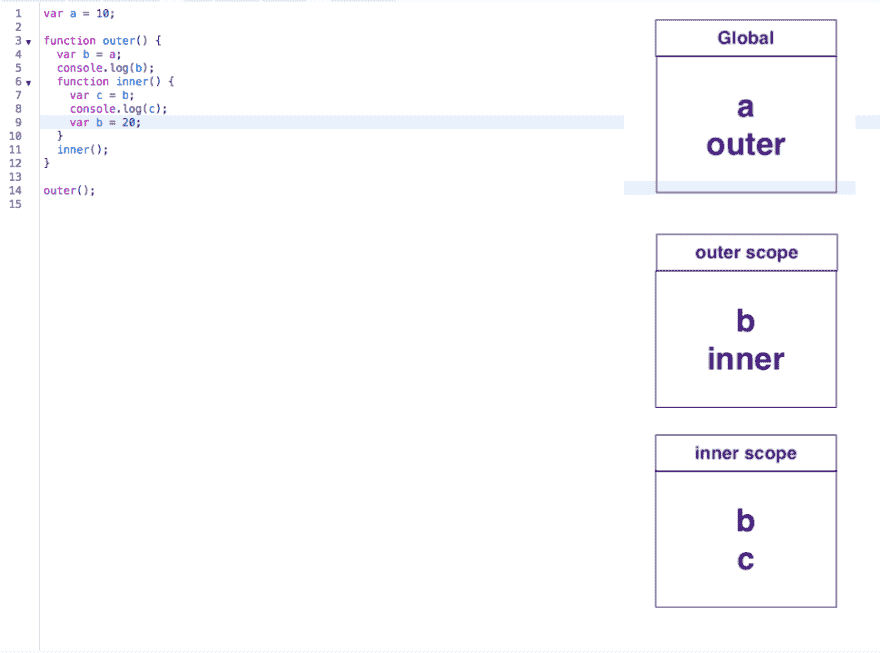 1 var a = 10;
2
3 function outer() {
4   var b = a;
5   console.log(b);
6   function inner() {
7     var c = b;
8     console.log(c);
9     var b = 20;
10   }
11   inner();
12 }
13
14 outer();
15
Global
a
outer
outer scope
b
inner
inner scope
b
c